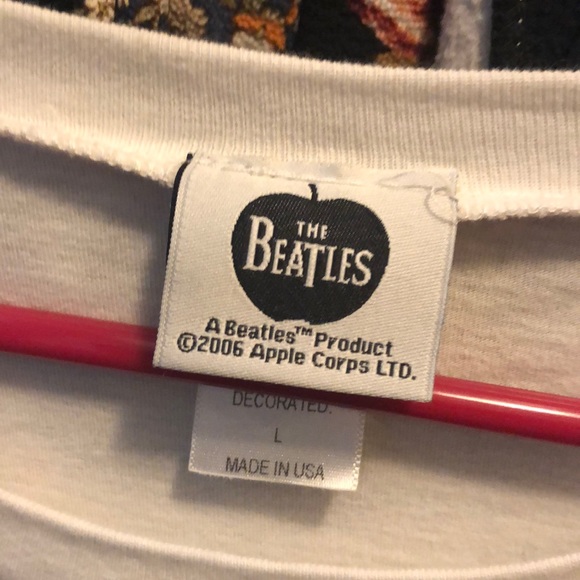 THE
BEATLES
A Beatles™ Product
©2006 Apple Corps LTD.
DECORATED.
L
MADE IN USA